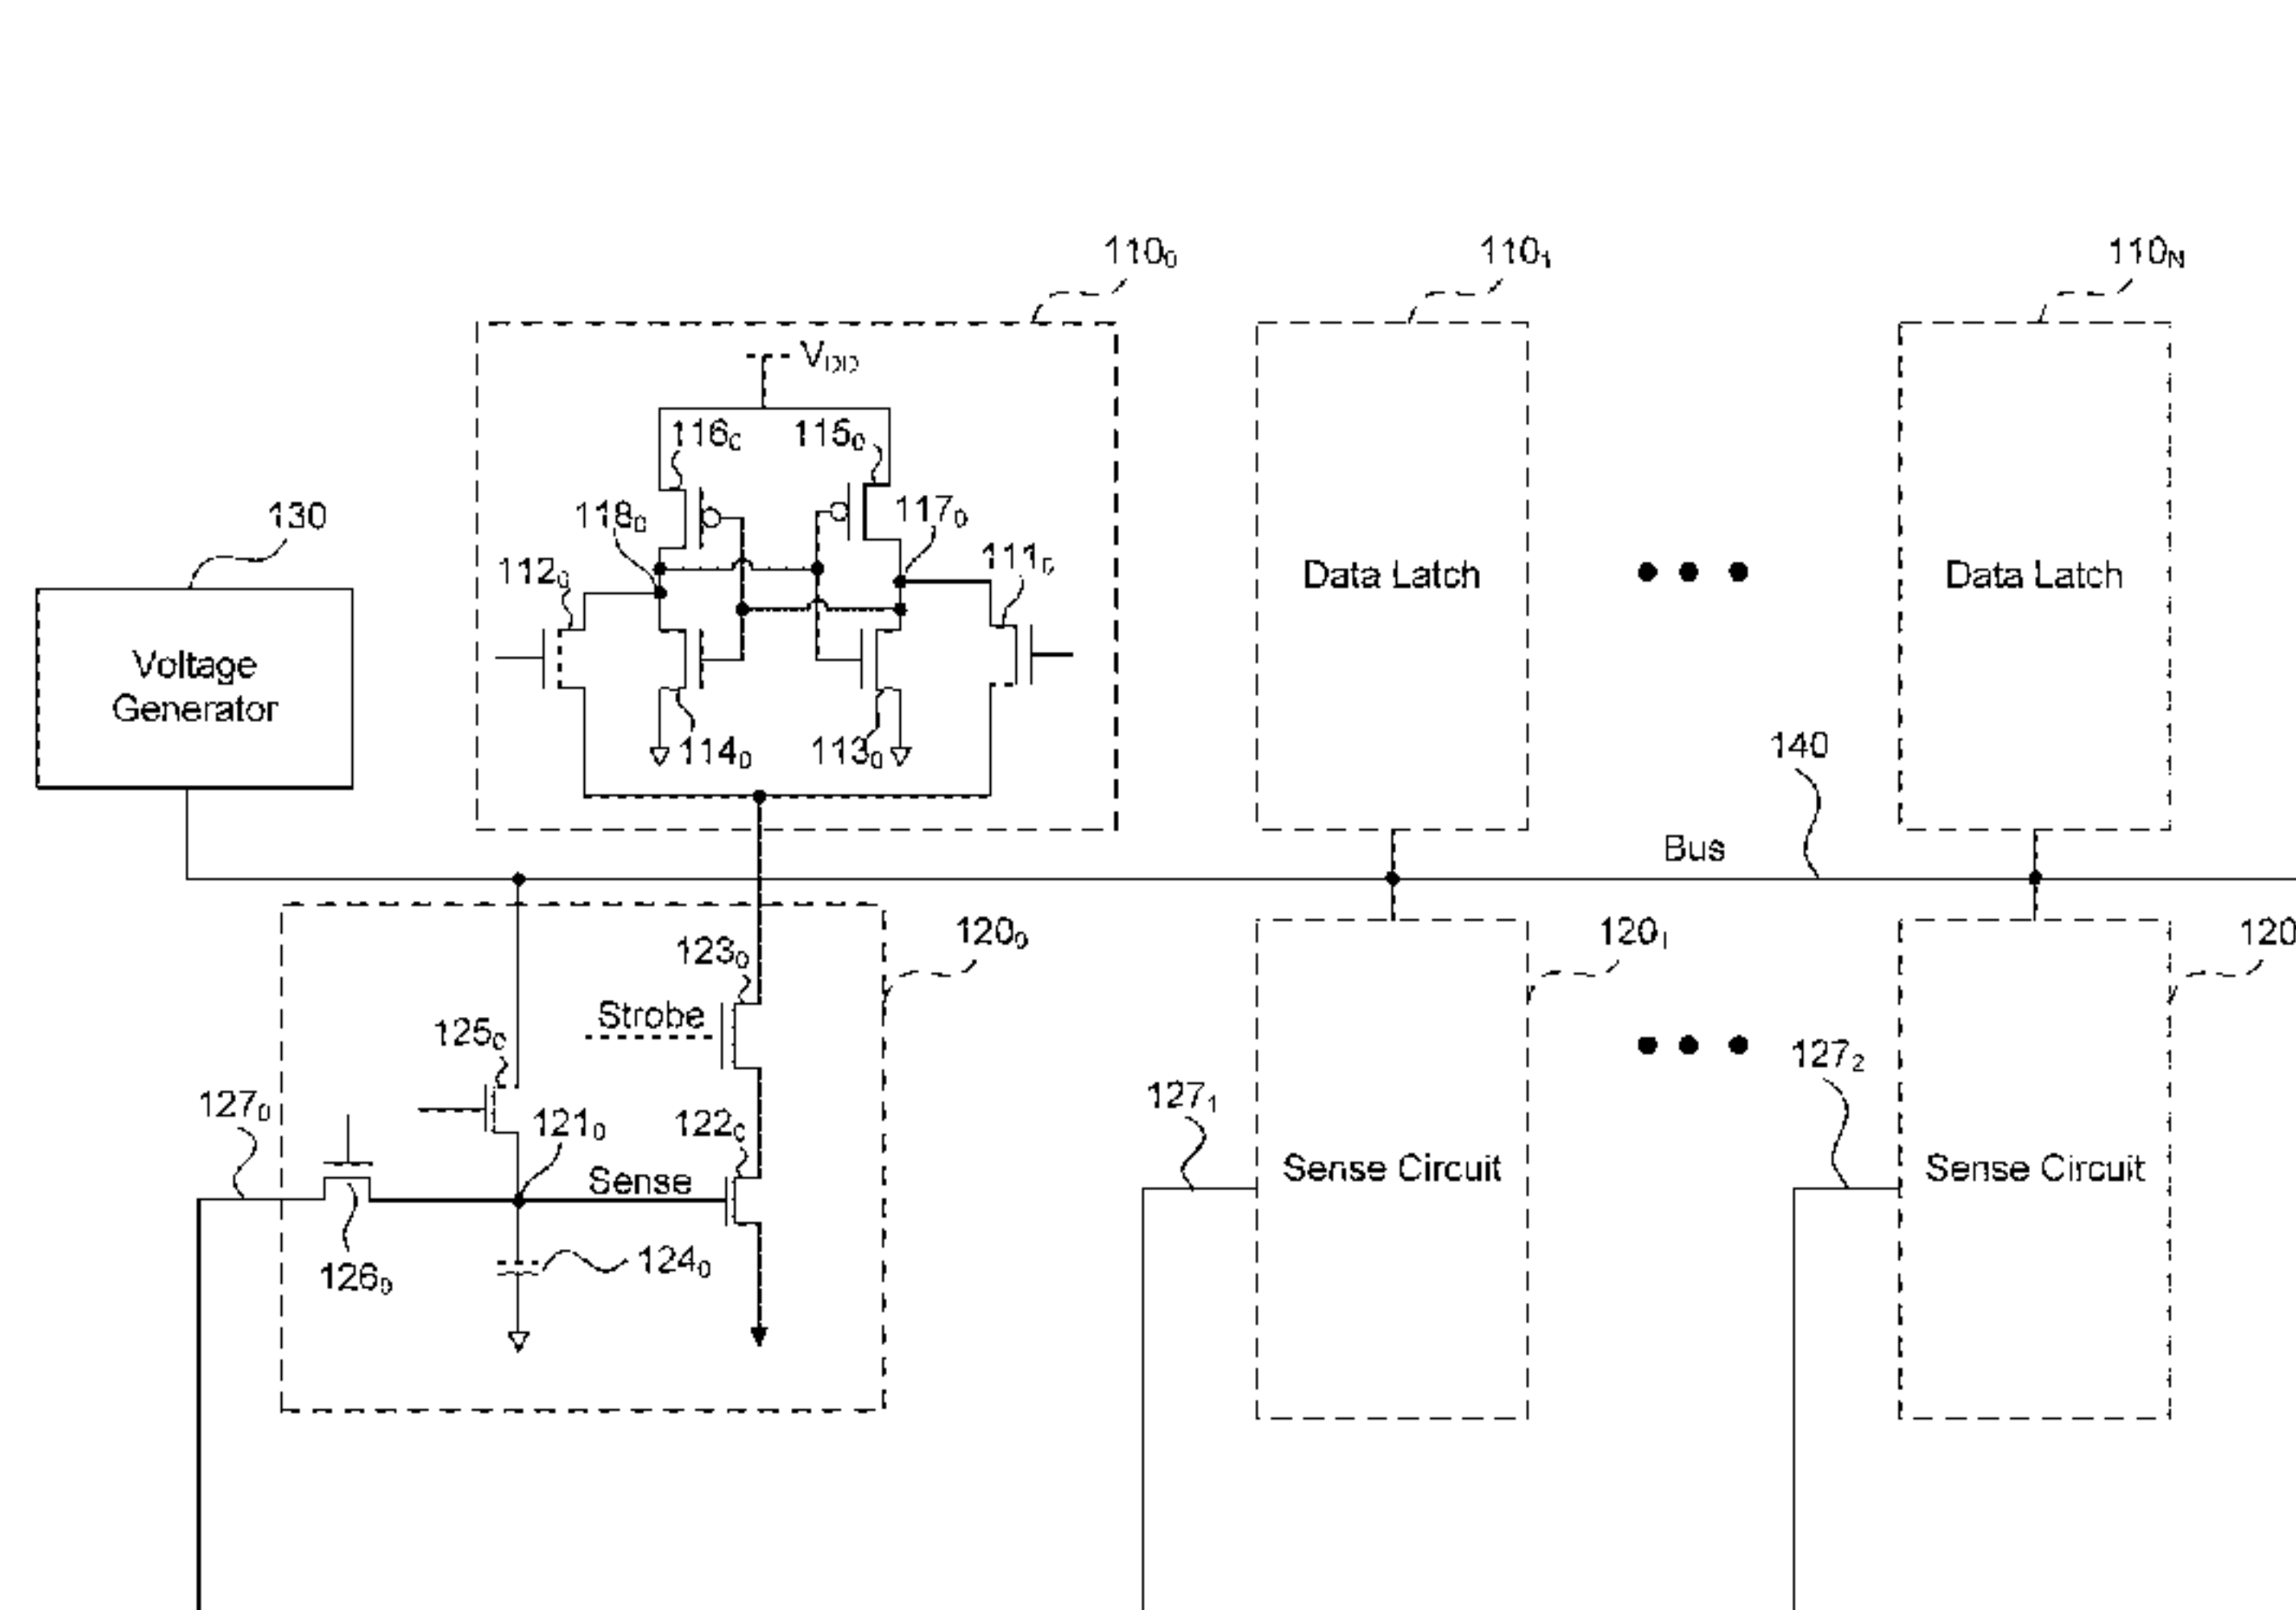 110₀
110₁
110N
VDD
116₀
115₀
118₀
117₀
130
112₀
111₀
Data Latch
Data Latch
Voltage
Generator
114₀
113₀
140
Bus
123₀
120₀
120₁
120
Strobe
125₀
127₀
121₀
122₀
127₁
127₂
Sense
Sense Circuit
Sense Circuit
126₀
124₀